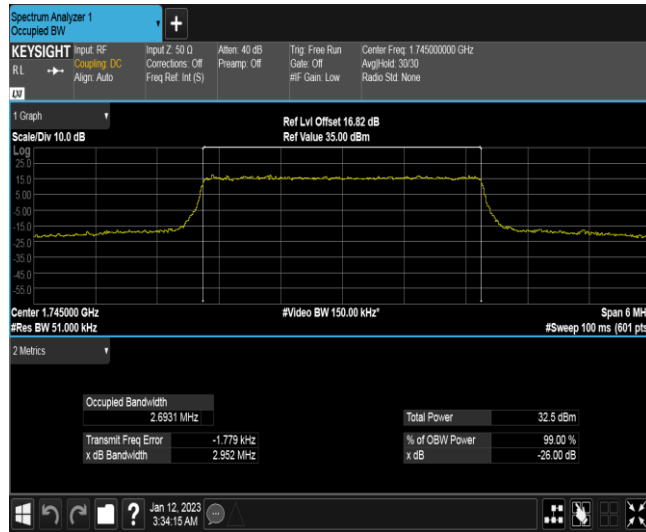 Spectrum Analyzer 1
Occupied BW
+
KEYSIGHT
RL
LXI
Input: RF
Coupling: DC
Align: Auto
Input Z: 50 Ω
Corrections: Off
Freq Ref: Int (S)
Atten: 40 dB
Preamp: Off
Trig: Free Run
Gate: Off
#IF Gain: Low
Center Freq: 1.745000000 GHz
Avg|Hold: 30/30
Radio Std: None
1 Graph
Scale/Div 10.0 dB
Ref Lvl Offset 16.82 dB
Ref Value 35.00 dBm
Log
25.0
15.0
5.00
-5.00
-15.0
-25.0
-35.0
-45.0
-55.0
Center 1.745000 GHz
#Res BW 51.000 kHz
#Video BW 150.00 kHz*
Span 6 MH
#Sweep 100 ms (601 pts
2 Metrics
Occupied Bandwidth
2.6931 MHz
Transmit Freq Error -1.779 kHz
x dB Bandwidth 2.952 MHz
Total Power 32.5 dBm
% of OBW Power 99.00 %
x dB -26.00 dB
?
Jan 12, 2023
3:34:15 AM